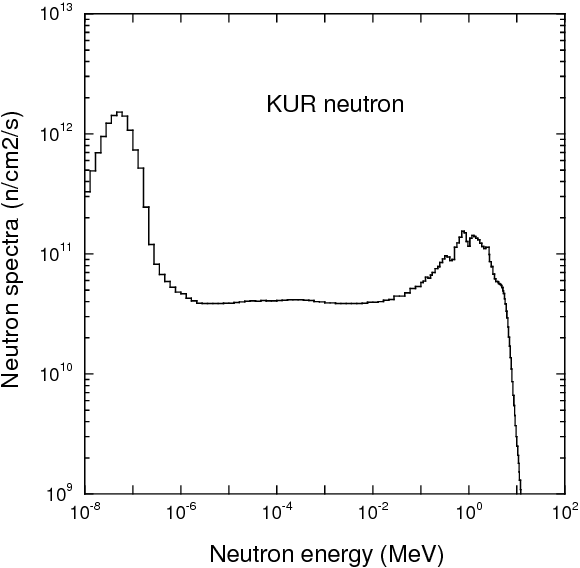 10^13
KUR neutron
10^12
10^11
10^10
10^9
Neutron spectra (n/cm2/s)
10^-8 10^-6 10^-4 10^-2 10^0 10^2
Neutron energy (MeV)